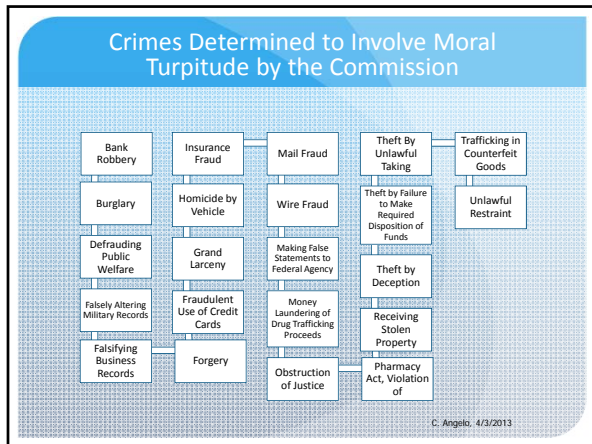 Crimes Determined to Involve Moral
Turpitude by the Commission
Bank
Robbery
Burglary
Defrauding
Public
Welfare
Falsely Altering
Military Records
Falsifying
Business
Records
Forgery
Fraudulent
Use of Credit
Cards
Grand
Larceny
Homicide by
Vehicle
Insurance
Fraud
Mail Fraud
Wire Fraud
Making False
Statements to
Federal Agency
Money
Laundering of
Drug Trafficking
Proceeds
Obstruction
of Justice
Pharmacy
Act, Violation
of
Receiving
Stolen
Property
Theft by
Deception
Theft by Failure
to Make
Required
Disposition of
Funds
Theft By
Unlawful
Taking
Trafficking in
Counterfeit
Goods
Unlawful
Restraint
C. Angelo, 4/3/2013